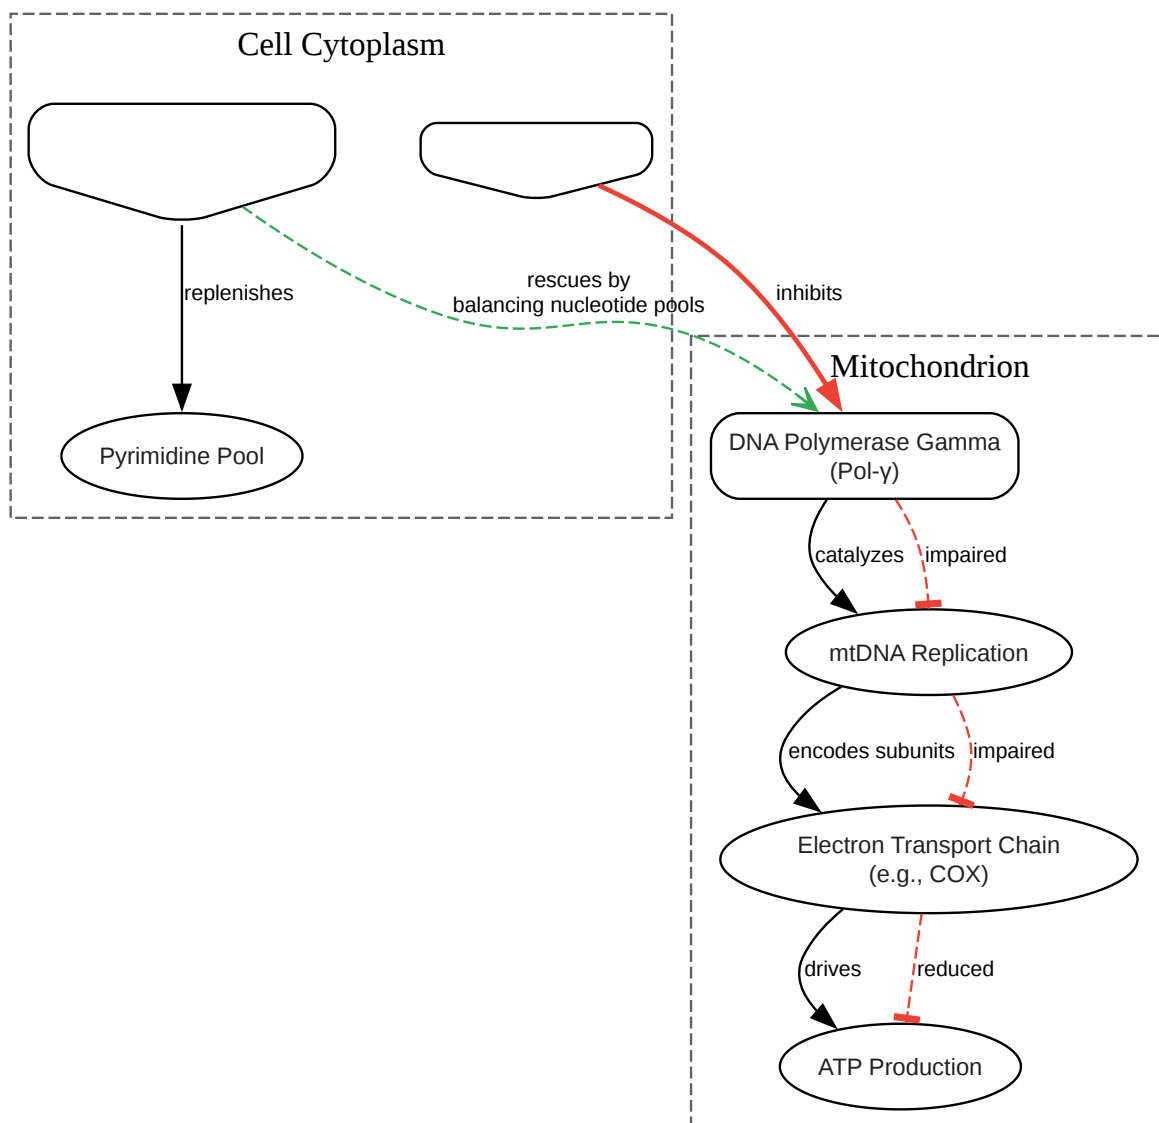 Cell Cytoplasm
replenishes
rescues by
balancing nucleotide pools
inhibits
Pyrimidine Pool
Mitochondrion
DNA Polymerase Gamma
(Pol-γ)
catalyzes
impaired
mtDNA Replication
encodes subunits
impaired
Electron Transport Chain
(e.g., COX)
drives
reduced
ATP Production